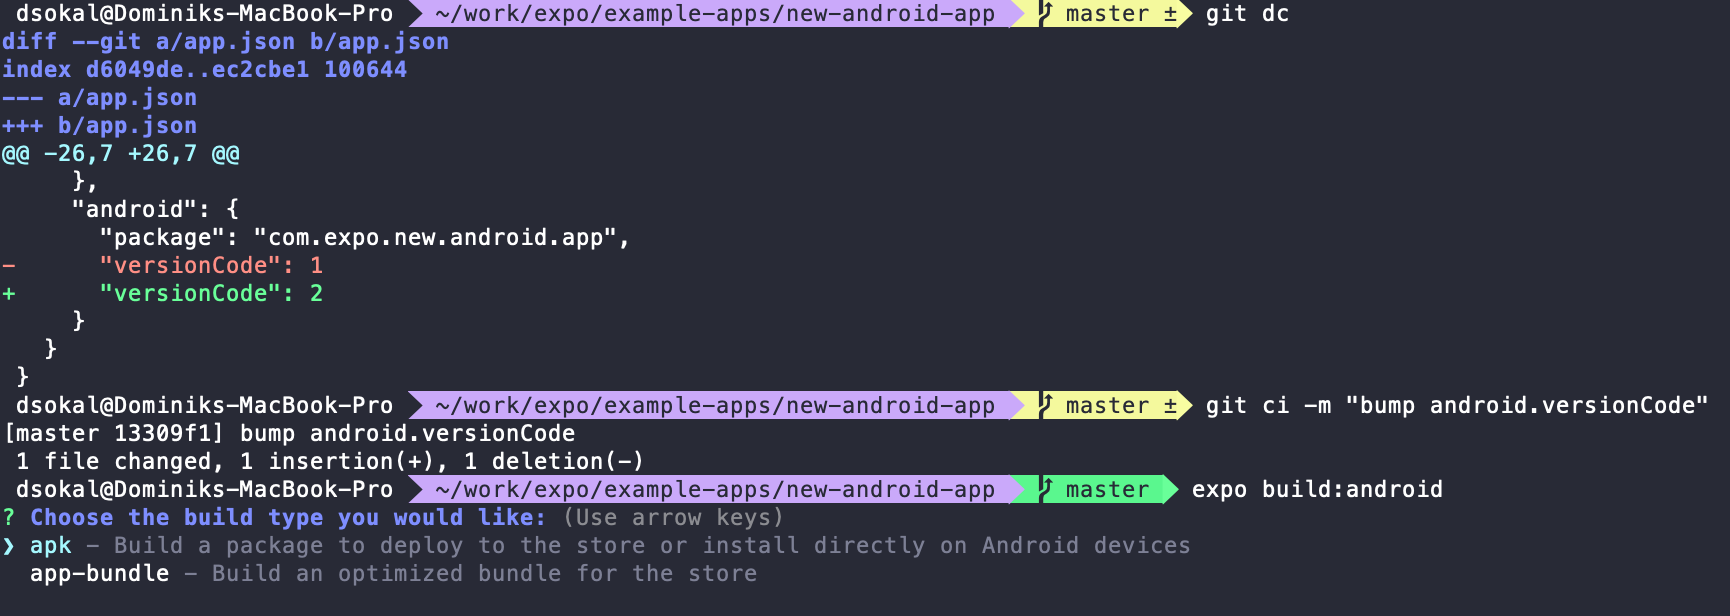 dsokal@Dominiks-MacBook-Pro ~/work/expo/example-apps/new-android-app master ± git dc
diff --git a/app.json b/app.json
index d6049de..ec2cbe1 100644
--- a/app.json
+++ b/app.json
@@ -26,7 +26,7 @@
     },
     "android": {
       "package": "com.expo.new.android.app",
-      "versionCode": 1
+      "versionCode": 2
     }
   }
 }
dsokal@Dominiks-MacBook-Pro ~/work/expo/example-apps/new-android-app master ± git ci -m "bump android.versionCode"
[master 13309f1] bump android.versionCode
 1 file changed, 1 insertion(+), 1 deletion(-)
dsokal@Dominiks-MacBook-Pro ~/work/expo/example-apps/new-android-app master expo build:android
? Choose the build type you would like: (Use arrow keys)
❯ apk - Build a package to deploy to the store or install directly on Android devices
  app-bundle - Build an optimized bundle for the store